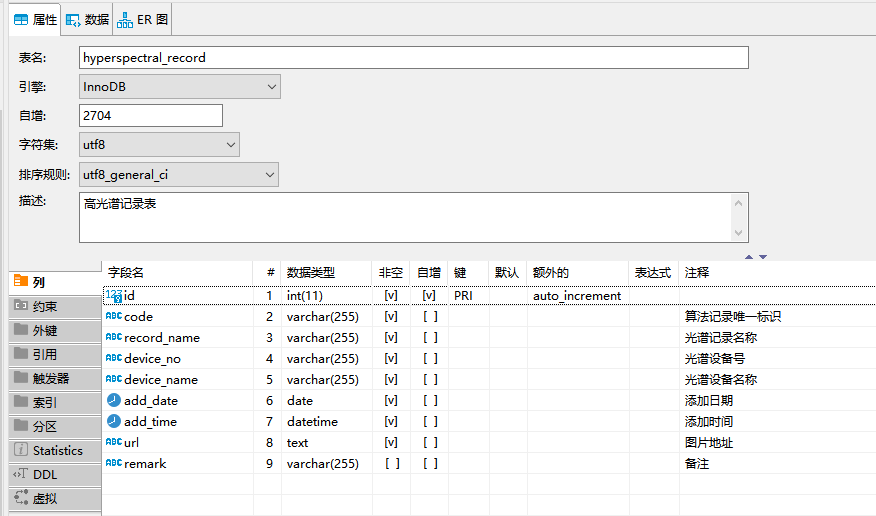 属性 数据 ER 图
表名: hyperspectral_record
引擎: InnoDB
自增: 2704
字符集: utf8
排序规则: utf8_general_ci
描述: 高光谱记录表
列
约束
外键
引用
触发器
索引
分区
Statistics
DDL
虚拟
字段名 # 数据类型 非空 自增 键 默认 额外的 表达式 注释
123 id 1 int(11) [v] [v] PRI auto_increment
ABC code 2 varchar(255) [v] [ ] 算法记录唯一标识
ABC record_name 3 varchar(255) [v] [ ] 光谱记录名称
ABC device_no 4 varchar(255) [v] [ ] 光谱设备号
ABC device_name 5 varchar(255) [v] [ ] 光谱设备名称
add_date 6 date [v] [ ] 添加日期
add_time 7 datetime [v] [ ] 添加时间
ABC url 8 text [v] [ ] 图片地址
ABC remark 9 varchar(255) [ ] [ ] 备注